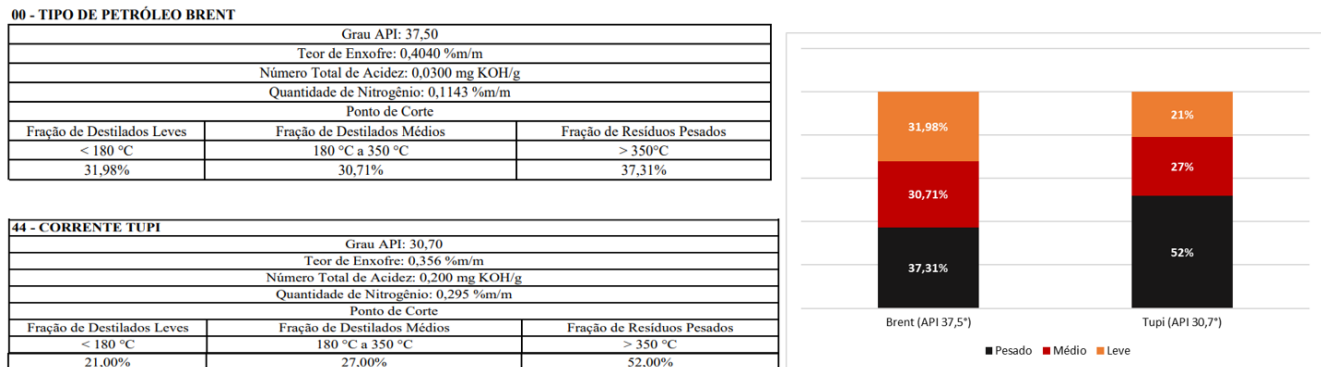 00 - TIPO DE PETRÓLEO BRENT
Grau API: 37,50
Teor de Enxofre: 0,4040 %m/m
Número Total de Acidez: 0,0300 mg KOH/g
Quantidade de Nitrogênio: 0,1143 %m/m
Ponto de Corte
Fração de Destilados Leves Fração de Destilados Médios Fração de Resíduos Pesados
< 180 °C 180 °C a 350 °C > 350°C
31,98% 30,71% 37,31%
44 - CORRENTE TUPI
Grau API: 30,70
Teor de Enxofre: 0,356 %m/m
Número Total de Acidez: 0,200 mg KOH/g
Quantidade de Nitrogênio: 0,295 %m/m
Ponto de Corte
Fração de Destilados Leves Fração de Destilados Médios Fração de Resíduos Pesados
< 180 °C 180 °C a 350 °C > 350 °C
21,00% 27,00% 52,00%
31,98% 21%
30,71% 27%
37,31% 52%
Brent (API 37,5°) Tupi (API 30,7°)
Pesado Médio Leve